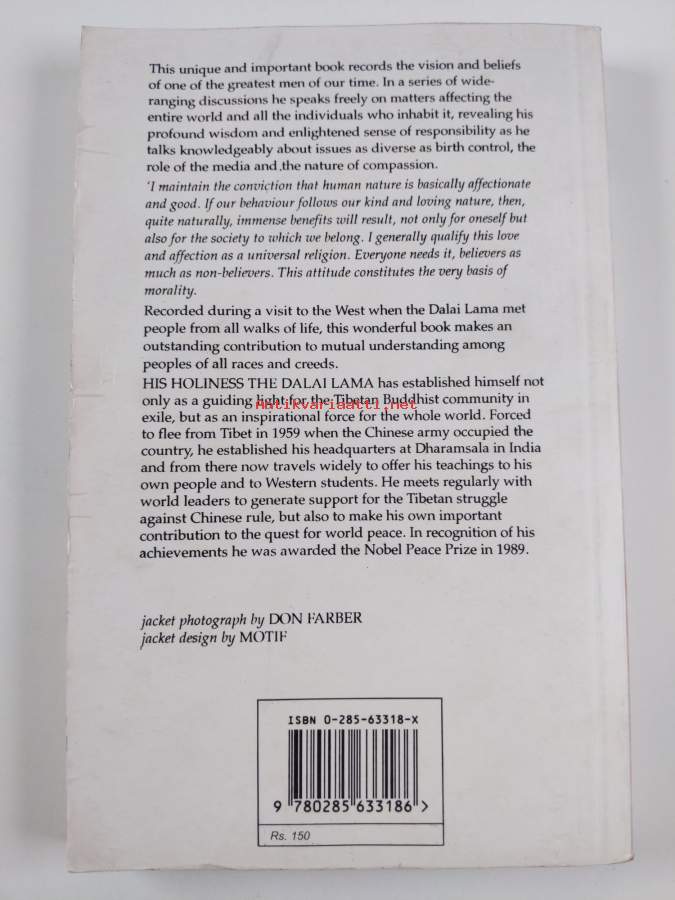 This unique and important book records the vision and beliefs
of one of the greatest men of our time. In a series of wide-
ranging discussions he speaks freely on matters affecting the
entire world and all the individuals who inhabit it, revealing his
profound wisdom and enlightened sense of responsibility as he
talks knowledgeably about issues as diverse as birth control, the
role of the media and ,the nature of compassion.
'I maintain the conviction that human nature is basically affectionate
and good. If our behaviour follows our kind and loving nature, then,
quite naturally, immense benefits will result, not only for oneself but
also for the society to which we belong. I generally qualify this love
and affection as a universal religion. Everyone needs it, believers as
much as non-believers. This attitude constitutes the very basis of
morality.
Recorded during a visit to the West when the Dalai Lama met
people from all walks of life, this wonderful book makes an
outstanding contribution to mutual understanding among
peoples of all races and creeds.
HIS HOLINESS THE DALAI LAMA has established himself not
only as a guiding light for the Tibetan Buddhist community in
Antikvariaatti.net
exile, but as an inspirational force for the whole world. Forced
to flee from Tibet in 1959 when the Chinese army occupied the
country, he established his headquarters at Dharamsala in India
and from there now travels widely to offer his teachings to his
own people and to Western students. He meets regularly with
world leaders to generate support for the Tibetan struggle
against Chinese rule, but also to make his own important
contribution to the quest for world peace. In recognition of his
achievements he was awarded the Nobel Peace Prize in 1989.
jacket photograph by DON FARBER
jacket design by MOTIF
ISBN 0-285-63318-X
9 780285 633186 >
Rs. 150